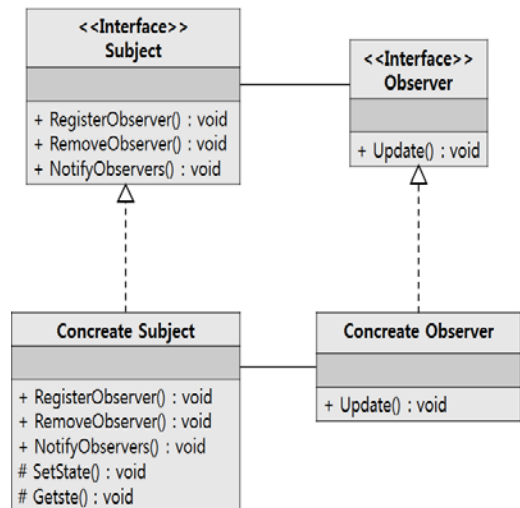 <<Interface>>
Subject
+ RegisterObserver() : void
+ RemoveObserver() : void
+ NotifyObservers() : void
<<Interface>>
Observer
+ Update() : void
Concreate Subject
+ RegisterObserver() : void
+ RemoveObserver() : void
+ NotifyObservers() : void
# SetState() : void
# Getste() : void
Concreate Observer
+ Update() : void